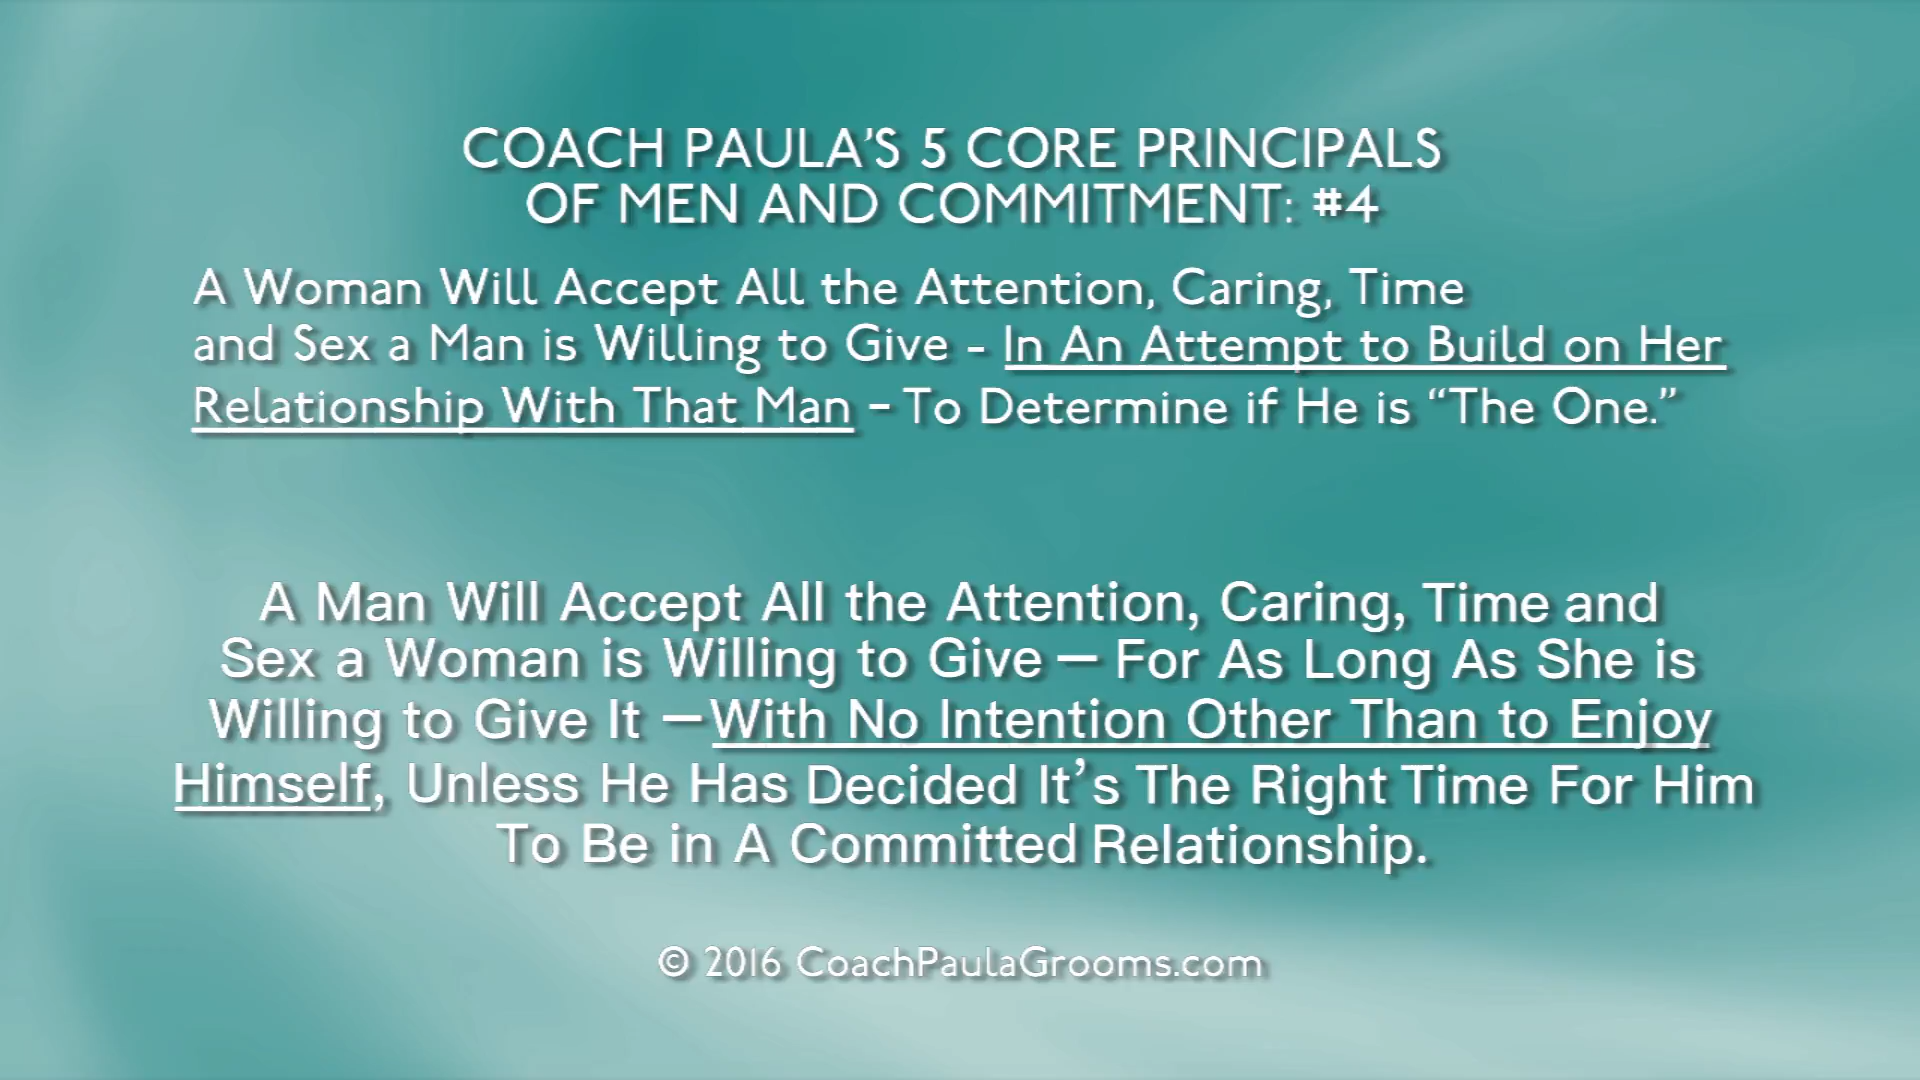 COACH PAULA'S 5 CORE PRINCIPALS
OF MEN AND COMMITMENT: #4
A Woman Will Accept All the Attention, Caring, Time
and Sex a Man is Willing to Give - In An Attempt to Build on Her
Relationship With That Man – To Determine if He is “The One.”
A Man Will Accept All the Attention, Caring, Time and
Sex a Woman is Willing to Give – For As Long As She is
Willing to Give It –With No Intention Other Than to Enjoy
Himself, Unless He Has Decided It’s The Right Time For Him
To Be in A Committed Relationship.
© 2016 CoachPaulaGrooms.com